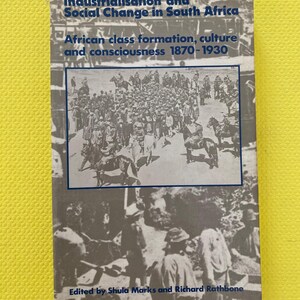 Industrialisation and
Social Change in South Africa
African class formation, culture
and consciousness 1870-1930
Edited by Shula Marks and Richard Rathbone